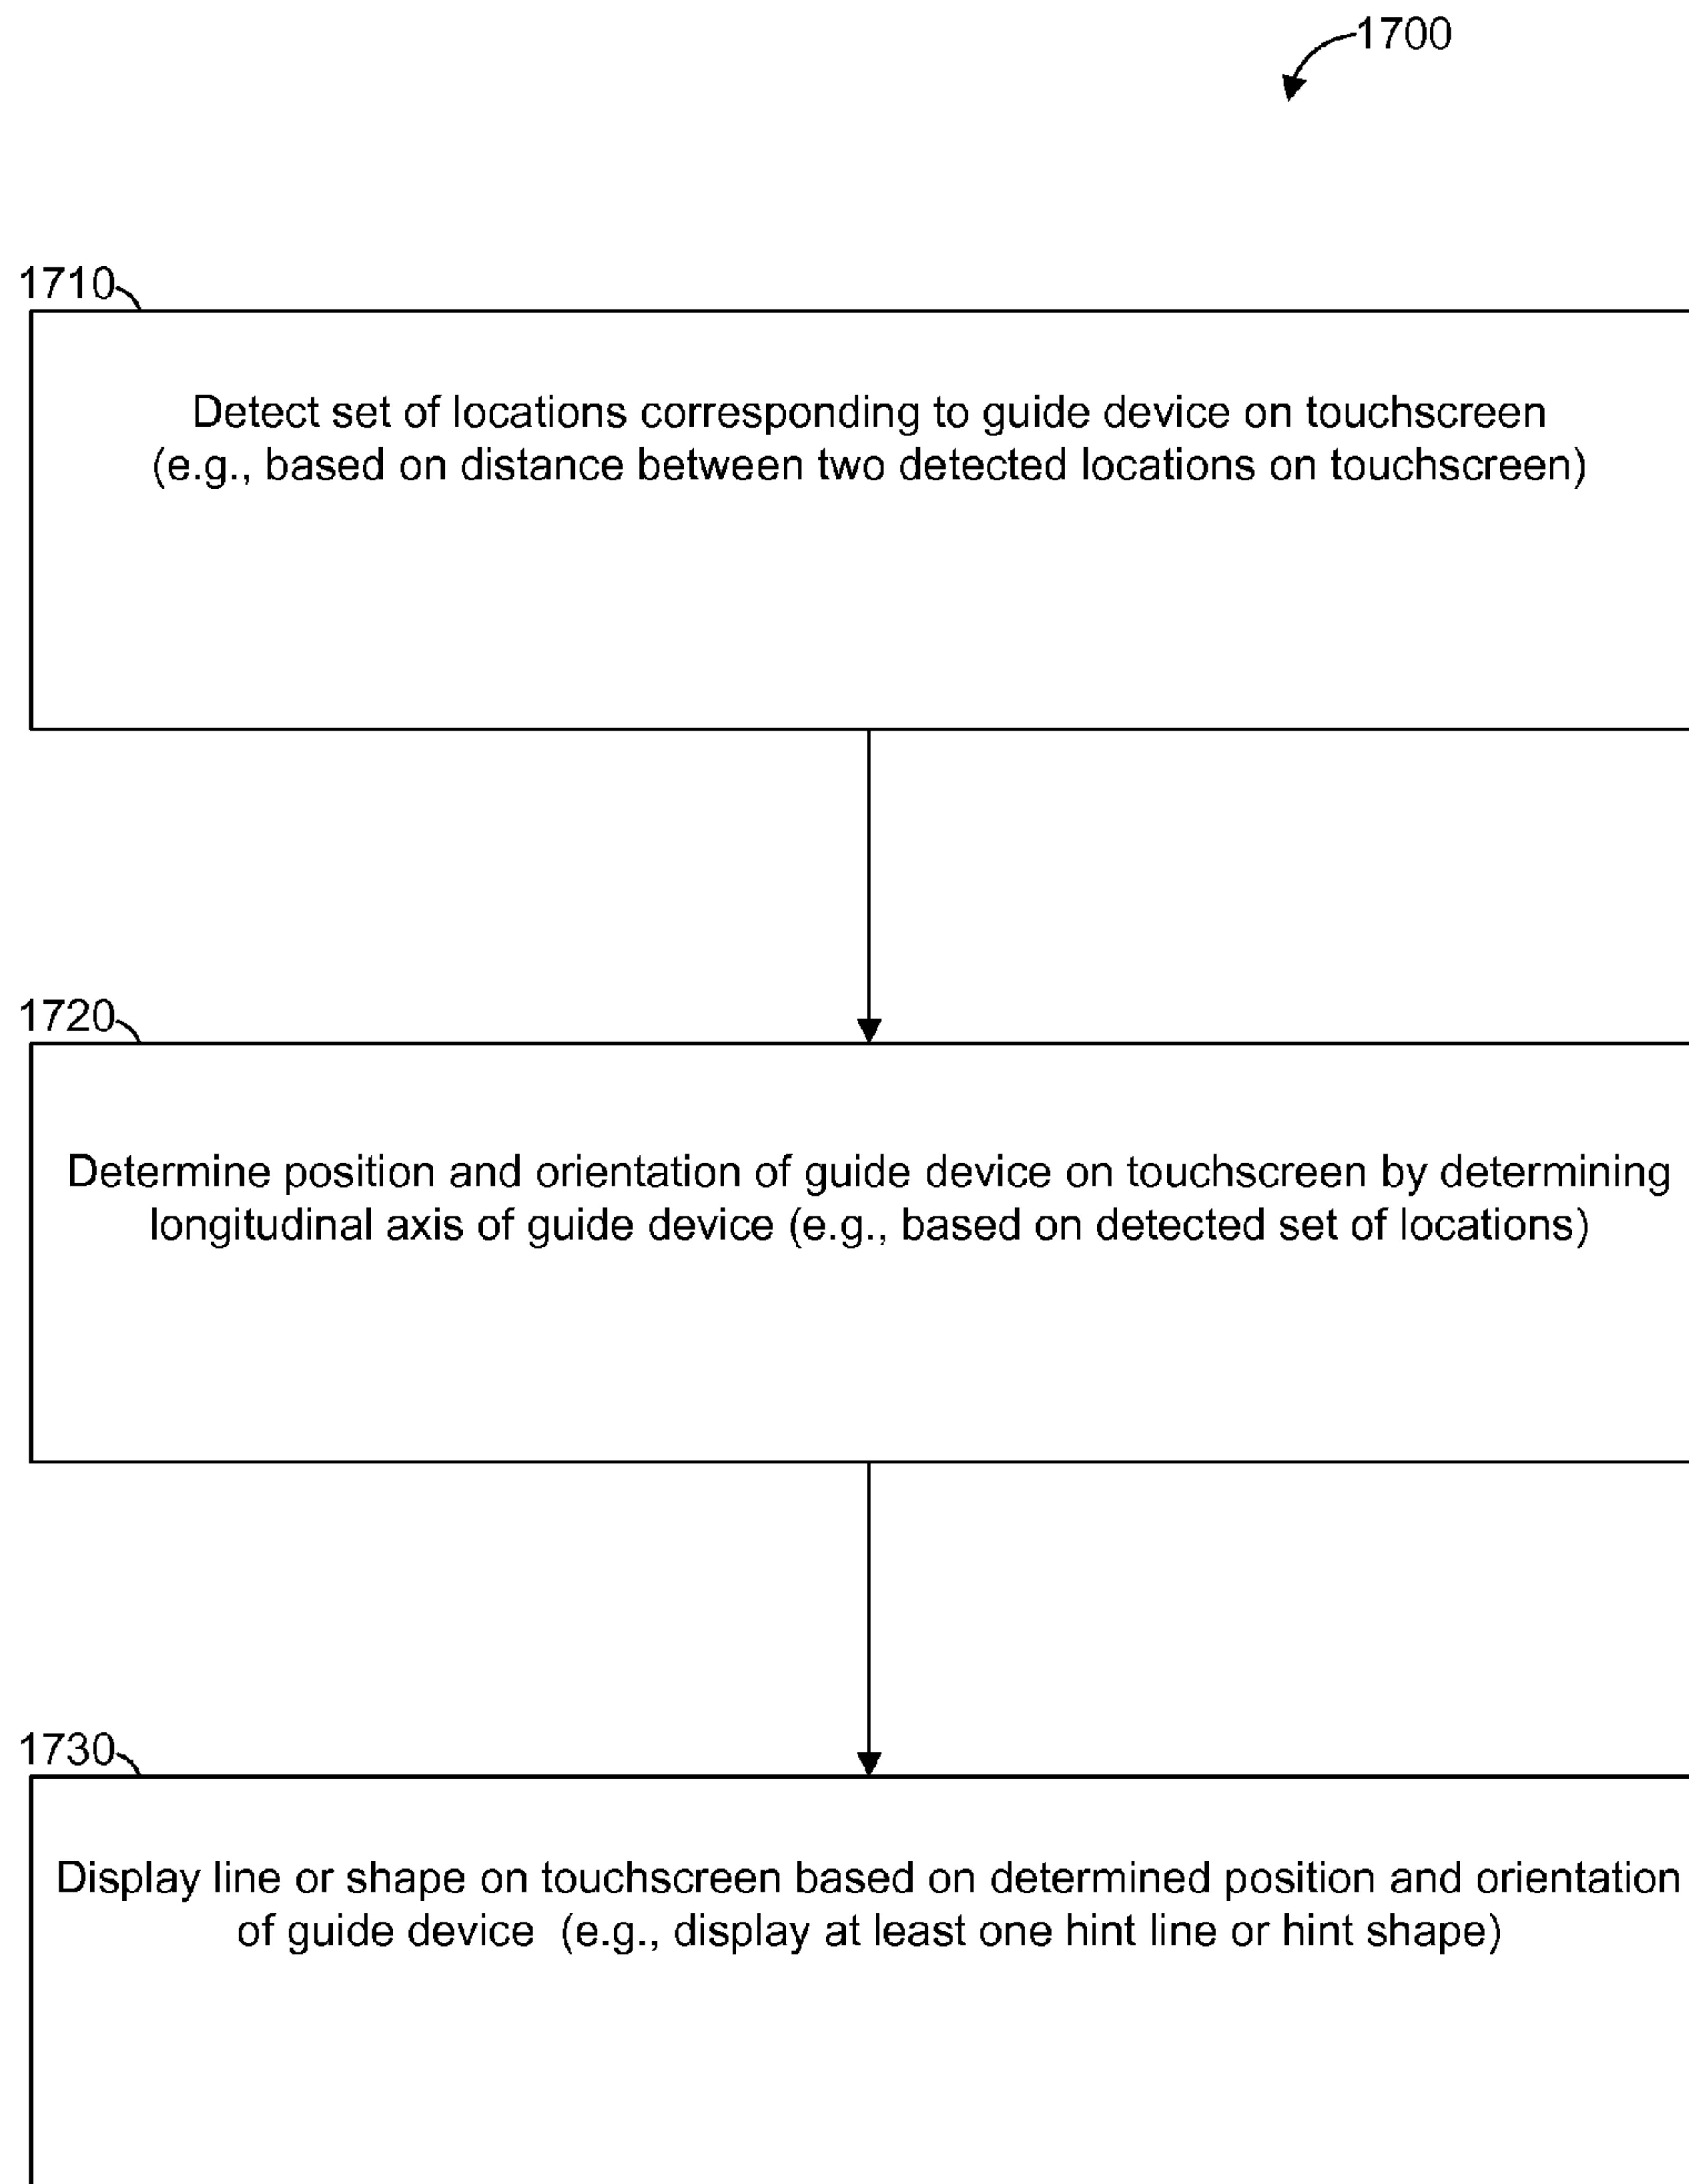 1700
1710
Detect set of locations corresponding to guide device on touchscreen
(e.g., based on distance between two detected locations on touchscreen)
1720
Determine position and orientation of guide device on touchscreen by determining
longitudinal axis of guide device (e.g., based on detected set of locations)
1730
Display line or shape on touchscreen based on determined position and orientation
of guide device  (e.g., display at least one hint line or hint shape)